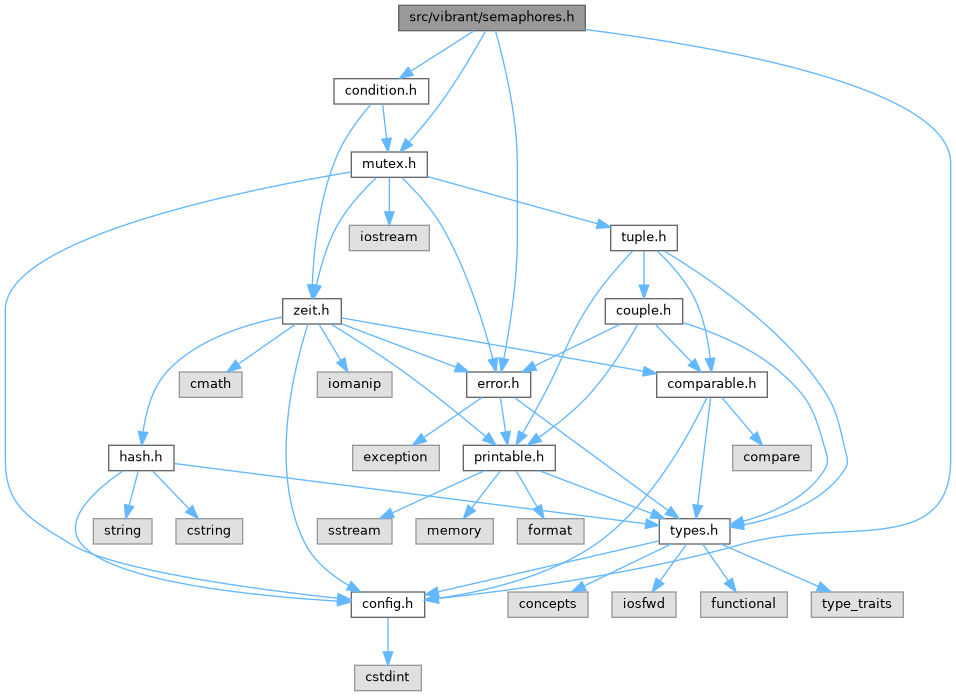 src/vibrant/semaphores.h
condition.h
mutex.h
iostream
tuple.h
zeit.h
couple.h
cmath
iomanip
error.h
comparable.h
hash.h
exception
printable.h
compare
string
cstring
sstream
memory
format
types.h
config.h
concepts
iosfwd
functional
type_traits
cstdint